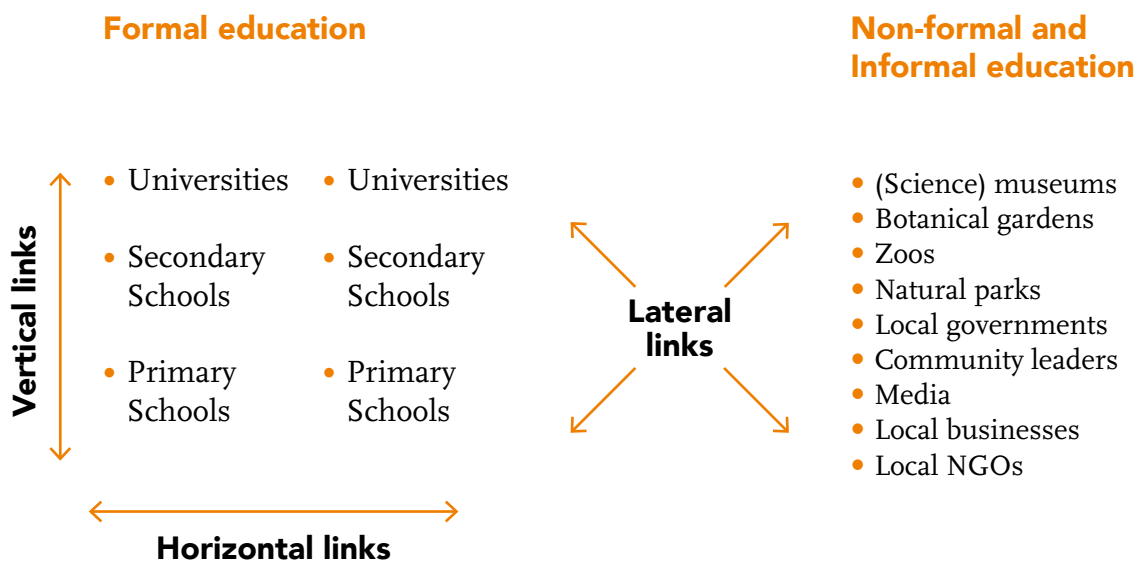 Formal education
Non-formal and
Informal education
Vertical links
• Universities
• Secondary
Schools
• Primary
Schools
• Universities
• Secondary
Schools
• Primary
Schools
Horizontal links
Lateral
links
• (Science) museums
• Botanical gardens
• Zoos
• Natural parks
• Local governments
• Community leaders
• Media
• Local businesses
• Local NGOs